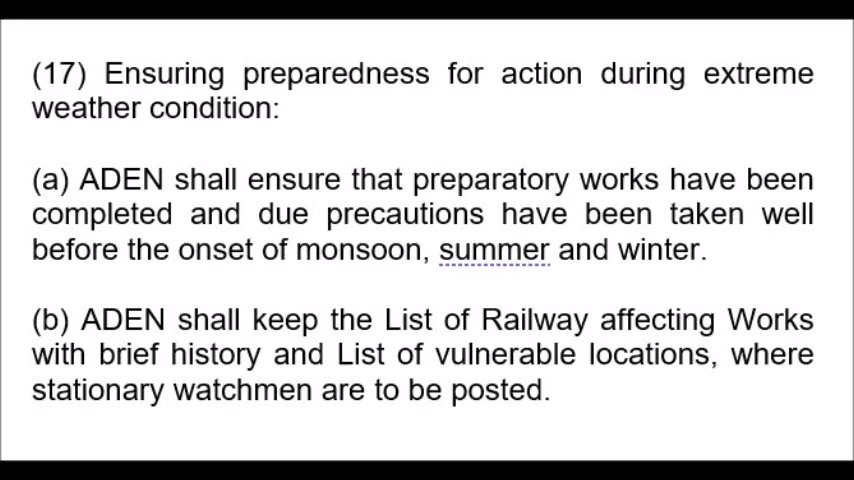 (17) Ensuring preparedness for action during extreme
weather condition:
(a) ADEN shall ensure that preparatory works have been
completed and due precautions have been taken well
before the onset of monsoon, summer and winter.
(b) ADEN shall keep the List of Railway affecting Works
with brief history and List of vulnerable locations, where
stationary watchmen are to be posted.